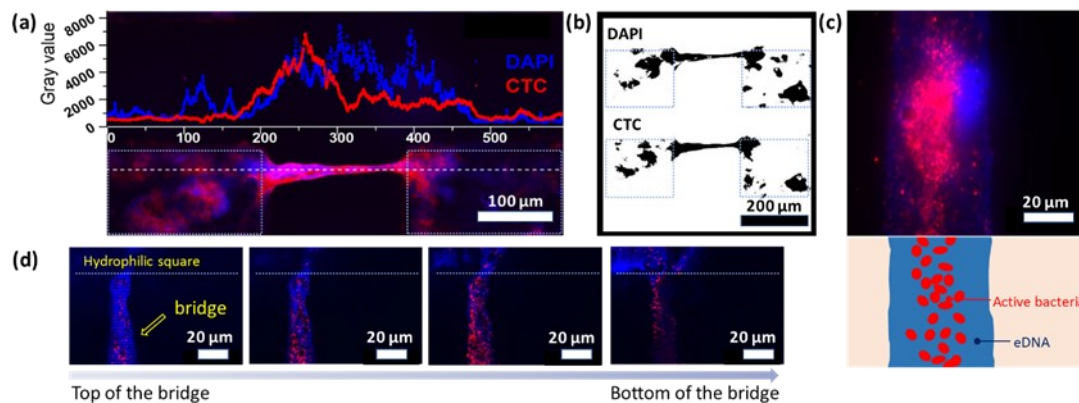 (a)
8000
6000
4000
2000
0
Gray value
DAPI
CTC
0 100 200 300 400 500
100 µm
(b)
DAPI
CTC
200 µm
(c)
20 µm
Active bacteria
eDNA
(d)
Hydrophilic square
bridge
20 µm
20 µm
20 µm
20 µm
Top of the bridge
Bottom of the bridge